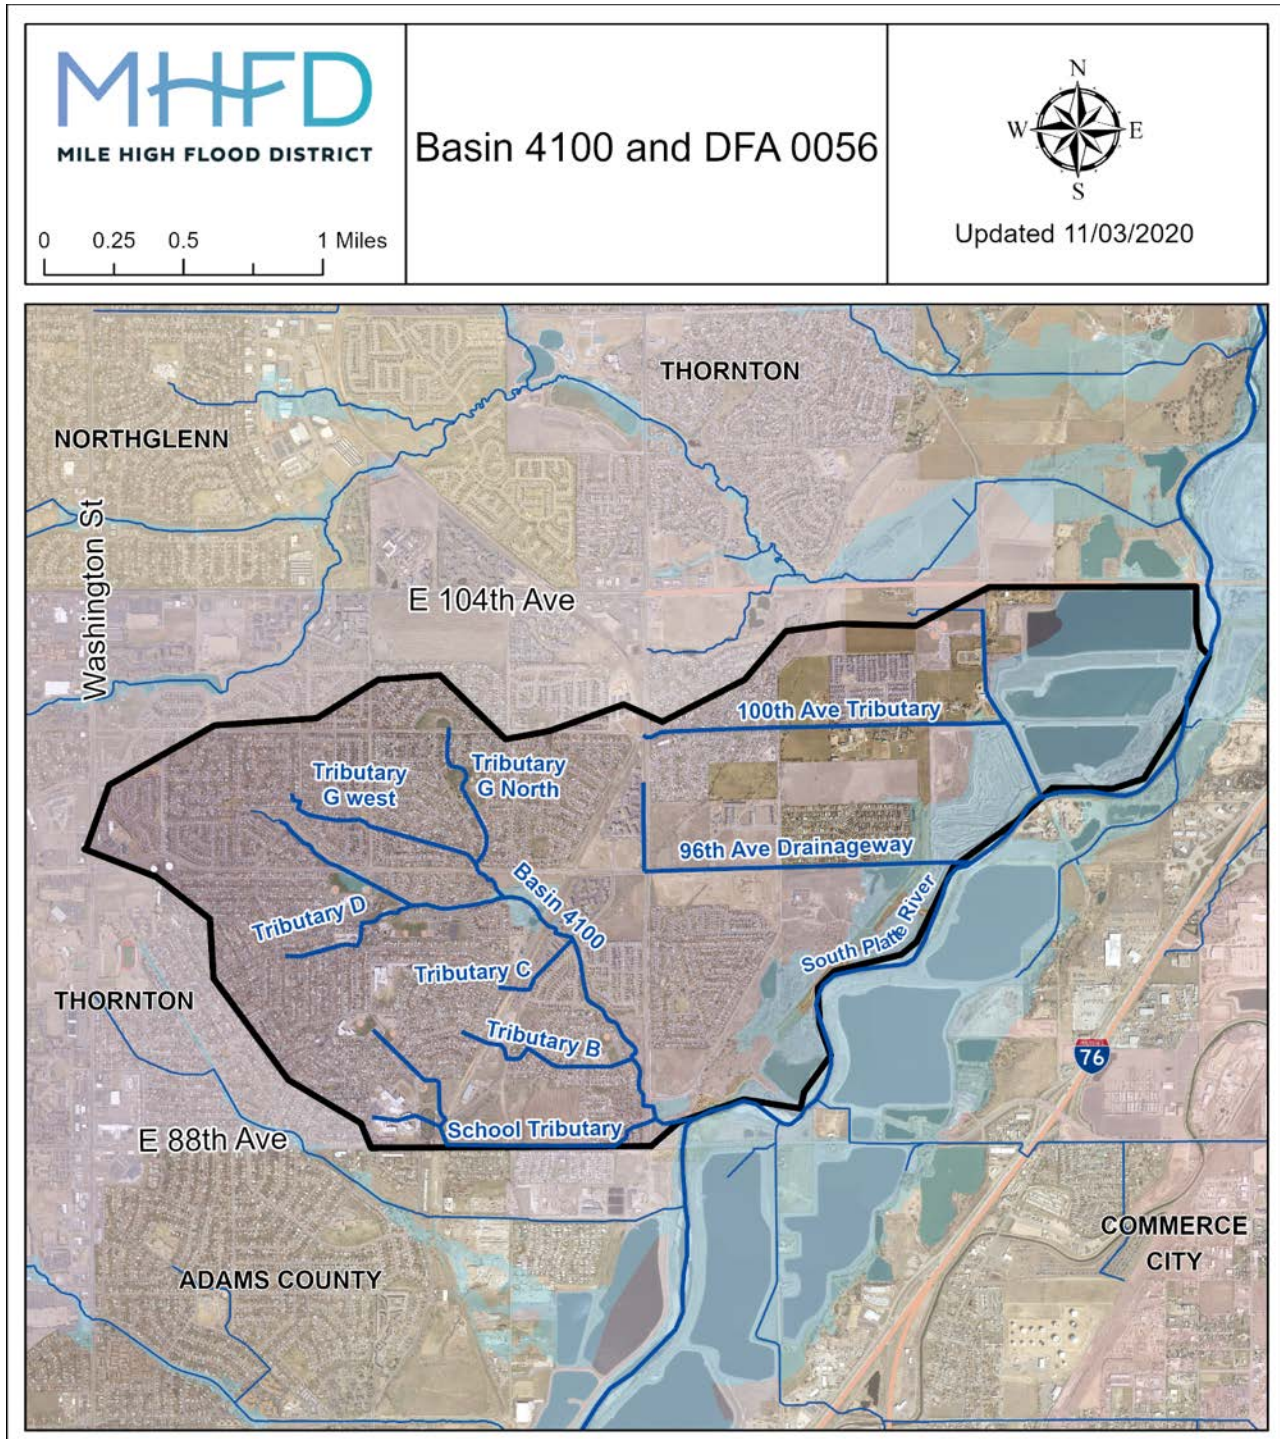 MHFD
MILE HIGH FLOOD DISTRICT
0 0.25 0.5 1 Miles
Basin 4100 and DFA 0056
N
W E
S
Updated 11/03/2020
THORNTON
NORTHGLENN
Washington St
E 104th Ave
100th Ave Tributary
Tributary
G west
Tributary
G North
96th Ave Drainageway
Basin 4100
Tributary D
South Platte River
Tributary C
THORNTON
Tributary B
76
School Tributary
E 88th Ave
COMMERCE
CITY
ADAMS COUNTY